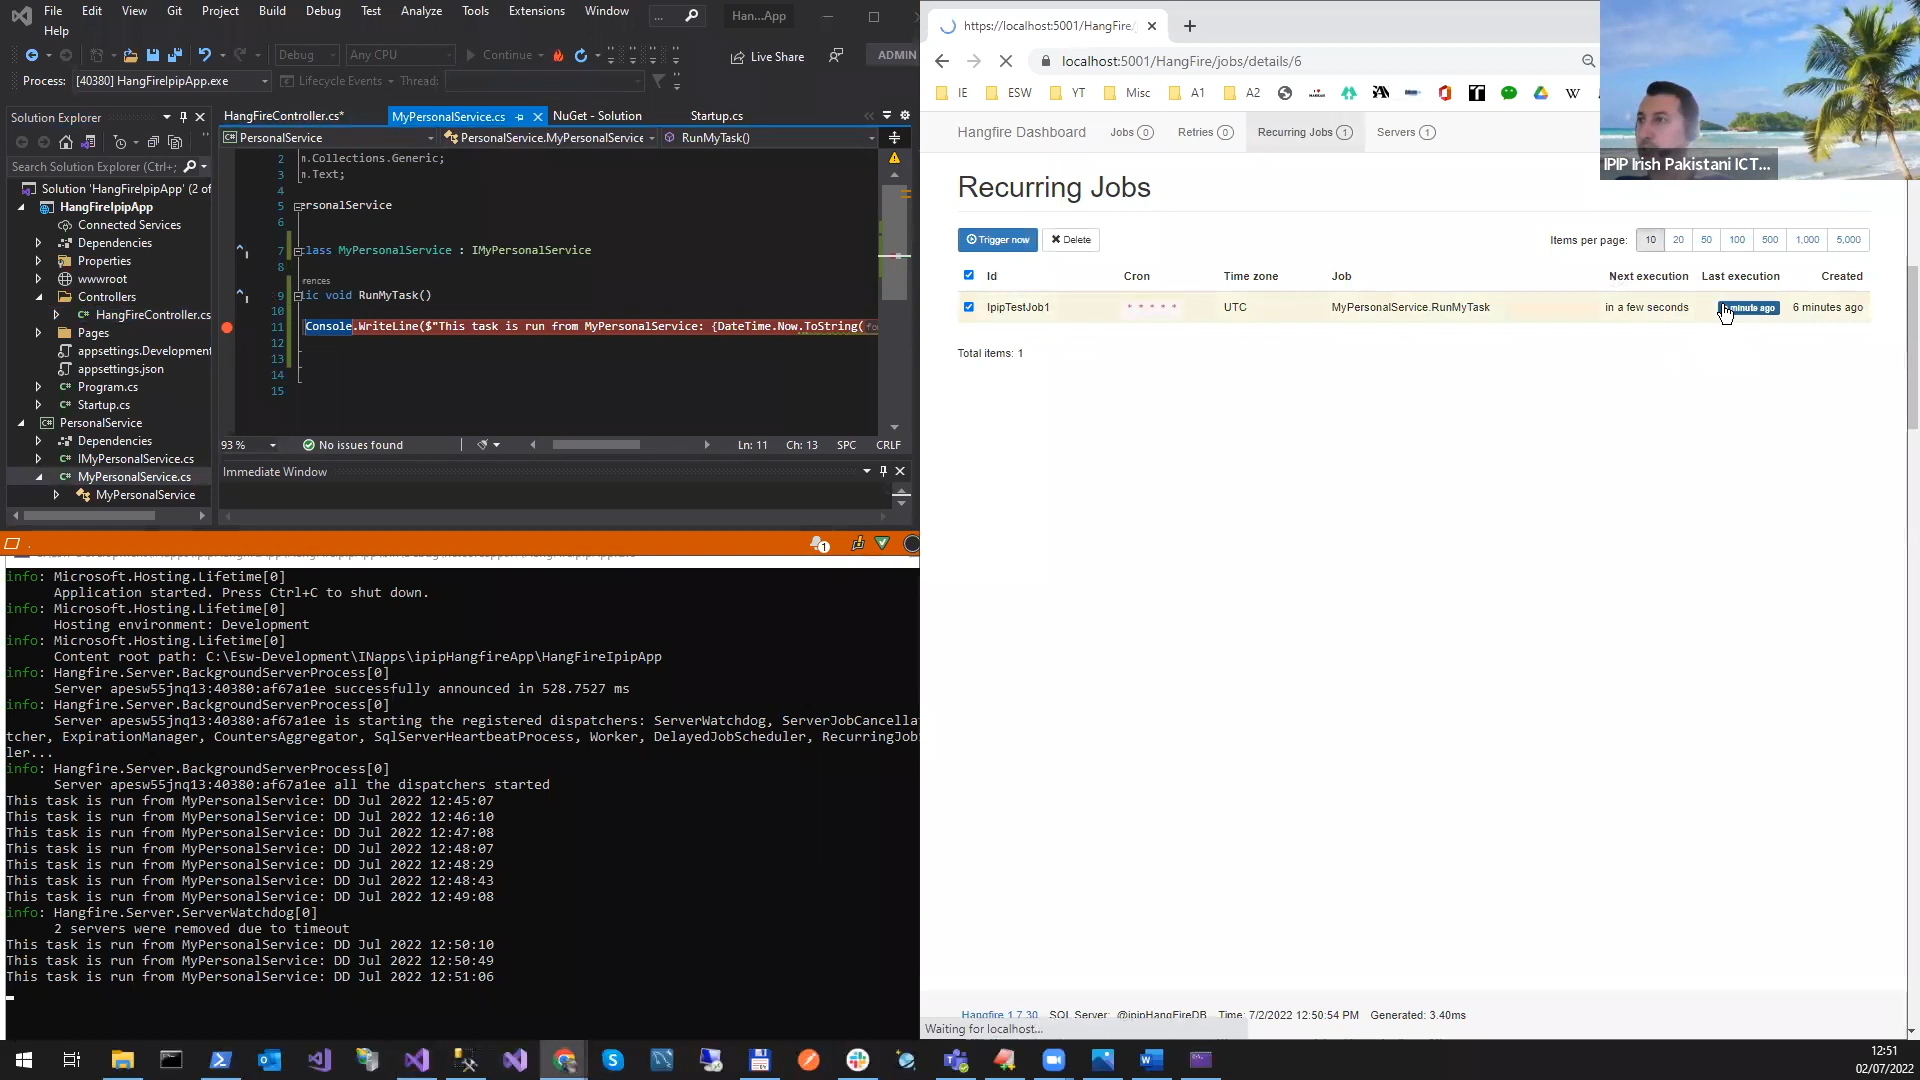 File Edit View Git Project Build Debug Test Analyze Tools Extensions Window ... Han...App
Help
Debug Any CPU Continue Live Share ADMIN
Process: [40380] HangFireIpipApp.exe Lifecycle Events Thread:
Solution Explorer
Search Solution Explorer (Ctrl+;
Solution 'HangFireIpipApp' (2 of
HangFireIpipApp
Connected Services
Dependencies
Properties
wwwroot
Controllers
HangFireController.cs
Pages
appsettings.Development
appsettings.json
Program.cs
Startup.cs
PersonalService
Dependencies
IMyPersonalService.cs
MyPersonalService.cs
MyPersonalService
HangFireController.cs* MyPersonalService.cs NuGet - Solution Startup.cs
PersonalService PersonalService.MyPersonalService RunMyTask()
2 n.Collections.Generic;
3 n.Text;
4
5 ersonalService
6
7 lass MyPersonalService : IMyPersonalService
8
rences
9 lic void RunMyTask()
10
11 Console.WriteLine($"This task is run from MyPersonalService: {DateTime.Now.ToString(
12
13
14
15
93 % No issues found Ln: 11 Ch: 13 SPC CRLF
Immediate Window
1
info: Microsoft.Hosting.Lifetime[0]
Application started. Press Ctrl+C to shut down.
info: Microsoft.Hosting.Lifetime[0]
Hosting environment: Development
info: Microsoft.Hosting.Lifetime[0]
Content root path: C:\Esw-Development\INapps\ipipHangfireApp\HangFireIpipApp
info: Hangfire.Server.BackgroundServerProcess[0]
Server apesw55jnq13:40380:af67a1ee successfully announced in 528.7527 ms
info: Hangfire.Server.BackgroundServerProcess[0]
Server apesw55jnq13:40380:af67a1ee is starting the registered dispatchers: ServerWatchdog, ServerJobCancella
tcher, ExpirationManager, CountersAggregator, SqlServerHeartbeatProcess, Worker, DelayedJobScheduler, RecurringJob
ler...
info: Hangfire.Server.BackgroundServerProcess[0]
Server apesw55jnq13:40380:af67a1ee all the dispatchers started
This task is run from MyPersonalService: DD Jul 2022 12:45:07
This task is run from MyPersonalService: DD Jul 2022 12:46:10
This task is run from MyPersonalService: DD Jul 2022 12:47:08
This task is run from MyPersonalService: DD Jul 2022 12:48:07
This task is run from MyPersonalService: DD Jul 2022 12:48:29
This task is run from MyPersonalService: DD Jul 2022 12:48:43
This task is run from MyPersonalService: DD Jul 2022 12:49:08
info: Hangfire.Server.ServerWatchdog[0]
2 servers were removed due to timeout
This task is run from MyPersonalService: DD Jul 2022 12:50:10
This task is run from MyPersonalService: DD Jul 2022 12:50:49
This task is run from MyPersonalService: DD Jul 2022 12:51:06
https://localhost:5001/HangFire/
localhost:5001/HangFire/jobs/details/6
IE ESW YT Misc A1 A2
Hangfire Dashboard Jobs 0 Retries 0 Recurring Jobs 1 Servers 1
IPIP Irish Pakistani ICT...
Recurring Jobs
Trigger now Delete Items per page: 10 20 50 100 500 1,000 5,000
Id Cron Time zone Job Next execution Last execution Created
IpipTestJob1 * * * * * UTC MyPersonalService.RunMyTask in a few seconds minute ago 6 minutes ago
Total items: 1
Hangfire 1.7.30 SQL Server: @ipipHangFireDB Time: 7/2/2022 12:50:54 PM Generated: 3.40ms
Waiting for localhost...
12:51
02/07/2022